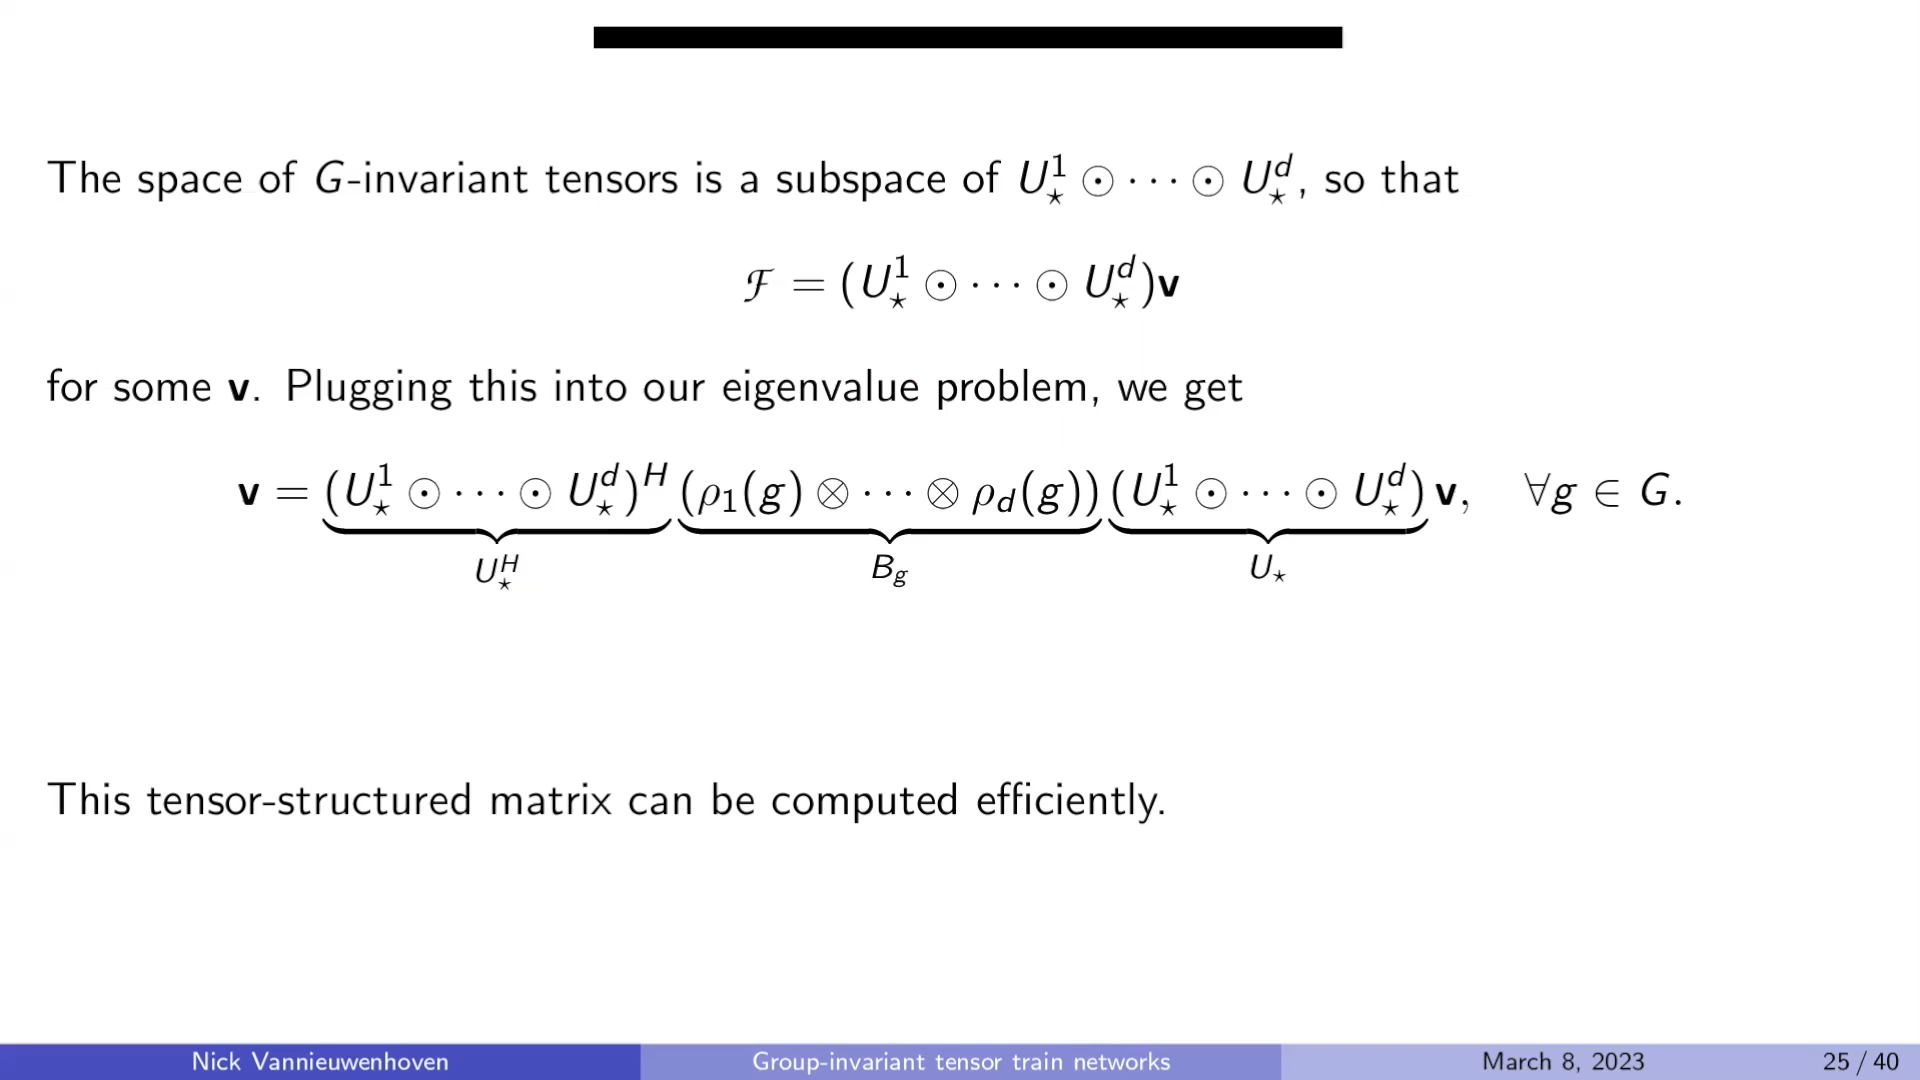 The space of G-invariant tensors is a subspace of U⋆¹ ⊙ ⋯ ⊙ U⋆ᵈ, so that
ℱ = (U⋆¹ ⊙ ⋯ ⊙ U⋆ᵈ)v
for some v. Plugging this into our eigenvalue problem, we get
v = (U⋆¹ ⊙ ⋯ ⊙ U⋆ᵈ)ᴴ (ρ₁(g) ⊗ ⋯ ⊗ ρ_d(g)) (U⋆¹ ⊙ ⋯ ⊙ U⋆ᵈ) v, ∀g ∈ G.
U⋆ᴴ B_g U⋆
This tensor-structured matrix can be computed efficiently.
Nick Vannieuwenhoven Group-invariant tensor train networks March 8, 2023 25 / 40